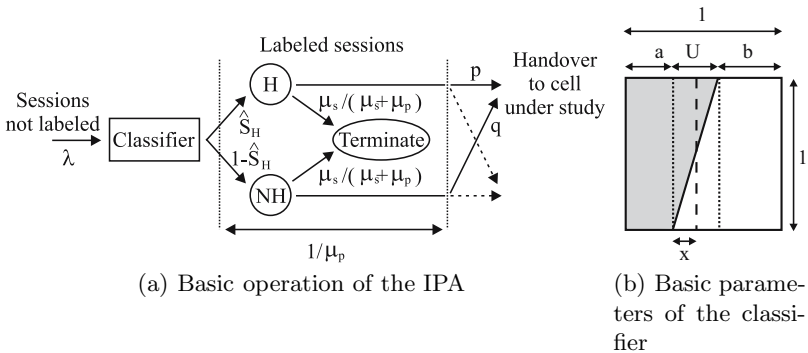 Labeled sessions
Sessions
not labeled
λ
Classifier
Ŝ_H
1-Ŝ_H
H
NH
μ_s/(μ_s+μ_p)
Terminate
μ_s/(μ_s+μ_p)
p
q
Handover
to cell
under study
1/μ_p
(a) Basic operation of the IPA
1
a U b
1
x
(b) Basic parame-
ters of the classi-
fier